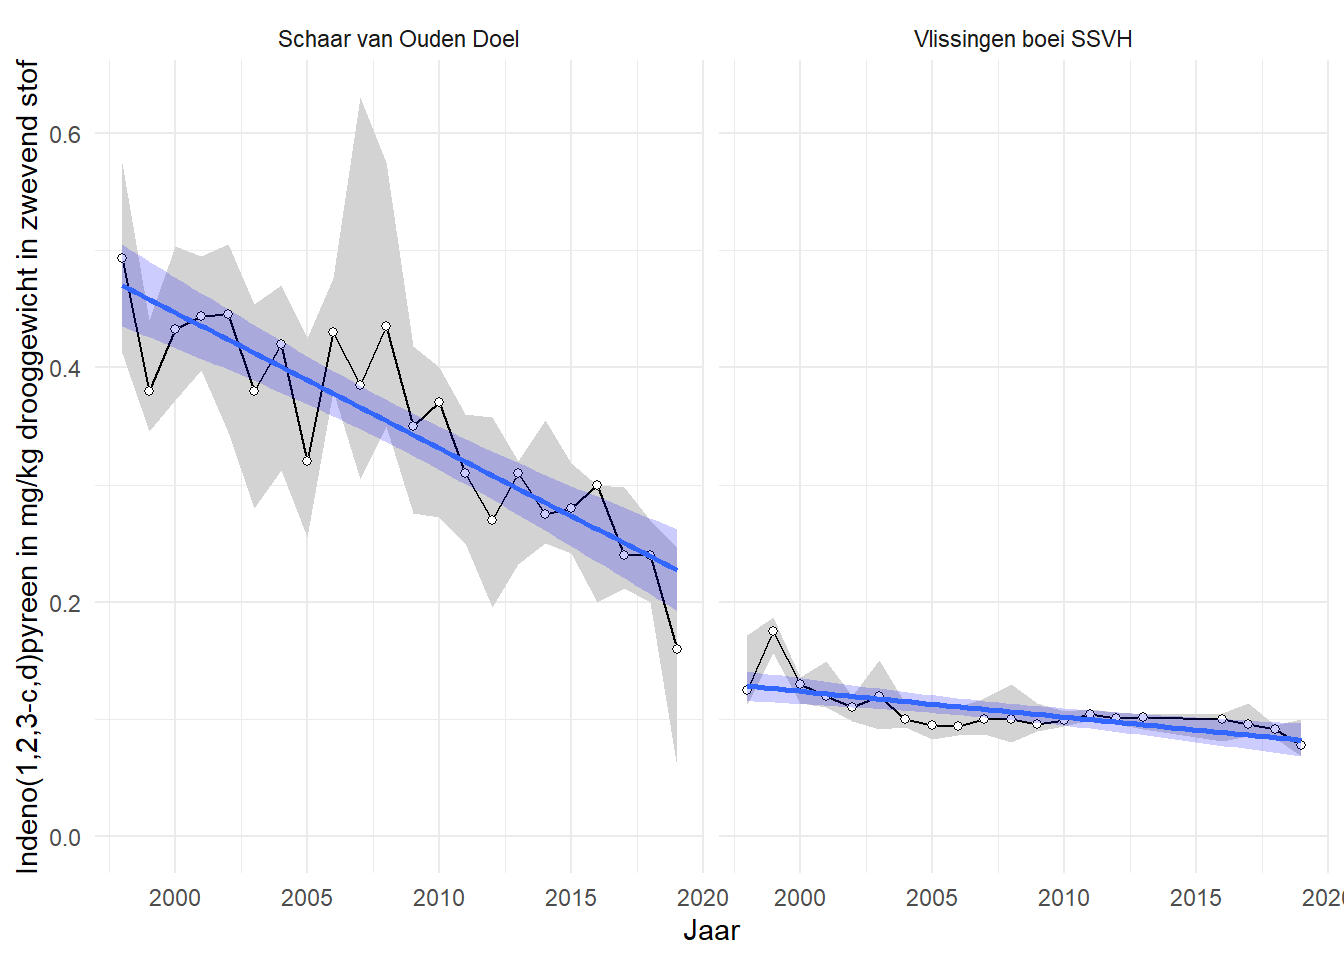 Schaar van Ouden Doel
Vlissingen boei SSVH
Indeno(1,2,3-c,d)pyreen in mg/kg drooggewicht in zwevend stof
0.6
0.4
0.2
0.0
2000 2005 2010 2015 2020 2000 2005 2010 2015 2020
Jaar